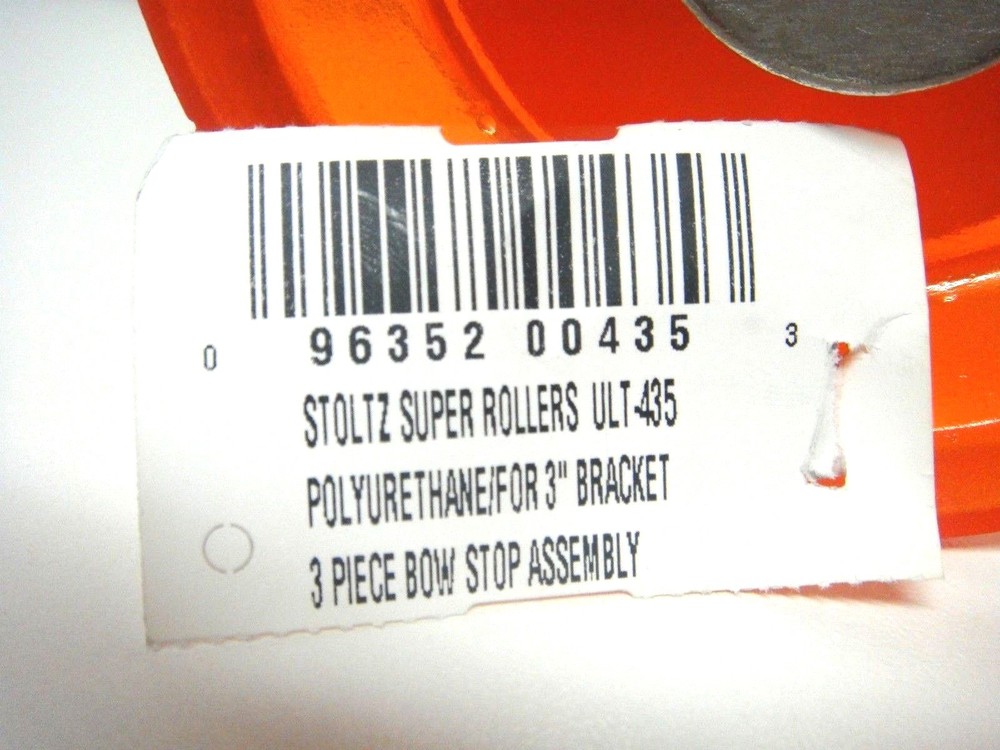 0 96352 00435 3
STOLTZ SUPER ROLLERS ULT-435
POLYURETHANE/FOR 3" BRACKET
3 PIECE BOW STOP ASSEMBLY